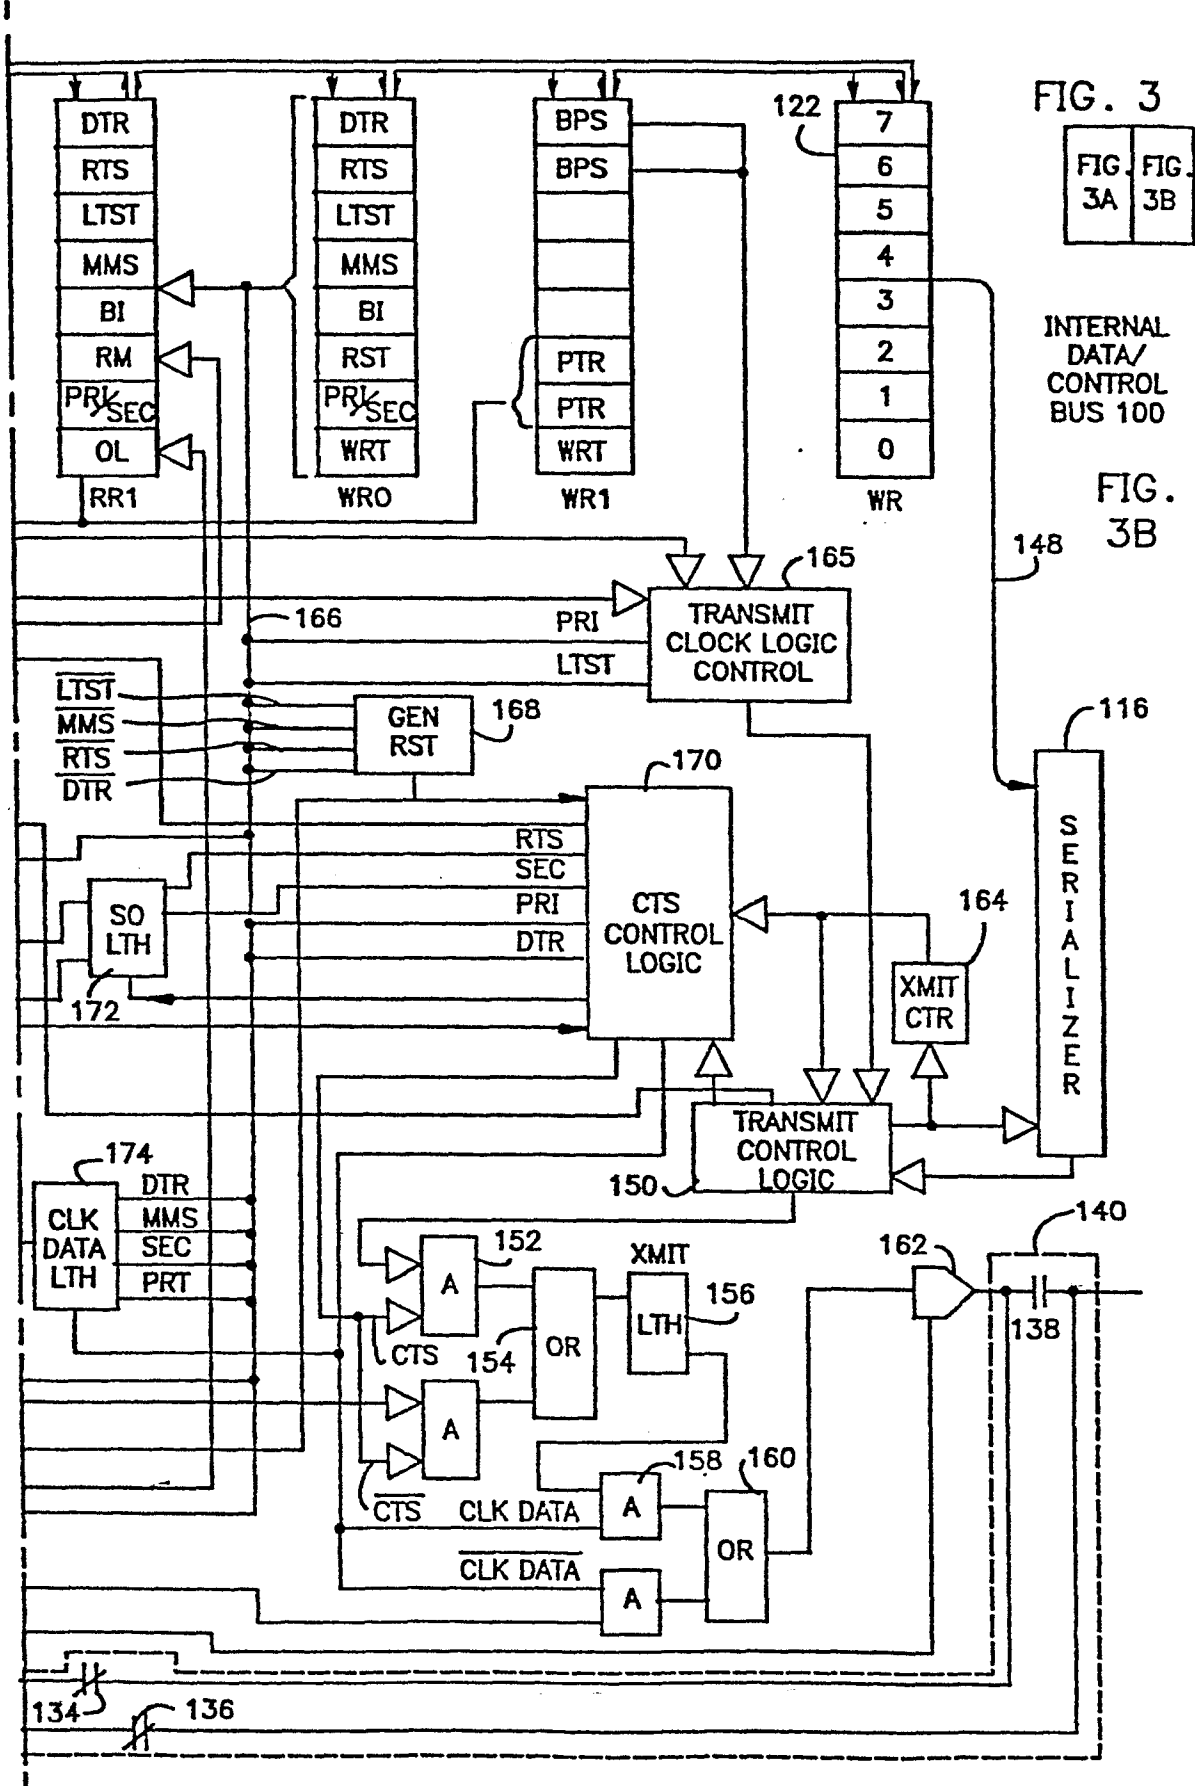 FIG. 3
FIG. 3A
FIG. 3B
122
DTR
RTS
LTST
MMS
BI
RM
PRI/SEC
OL
RR1
DTR
RTS
LTST
MMS
BI
RST
PRI/SEC
WRT
WR0
BPS
BPS
PTR
PTR
WRT
WR1
7
6
5
4
3
2
1
0
WR
INTERNAL
DATA/
CONTROL
BUS 100
FIG.
3B
148
165
TRANSMIT
CLOCK LOGIC
CONTROL
PRI
LTST
166
LTST
MMS
RTS
DTR
GEN
RST
168
170
116
SERIALIZER
RTS
SEC
PRI
DTR
CTS
CONTROL
LOGIC
SO
LTH
172
164
XMIT
CTR
TRANSMIT
CONTROL
LOGIC
150
174
CLK
DATA
LTH
DTR
MMS
SEC
PRT
152
A
CTS
154
OR
XMIT
LTH
156
162
140
138
A
CTS
158
160
CLK DATA
A
CLK DATA
A
OR
134
136